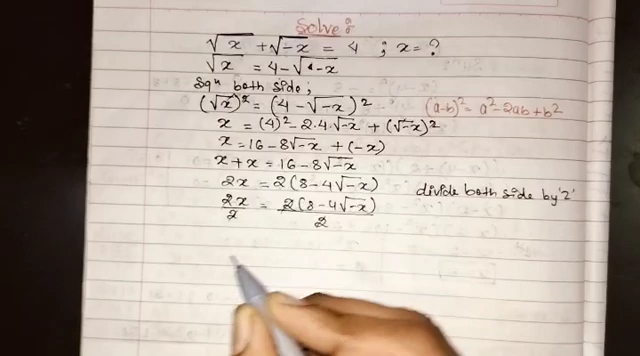 Solve :
√x + √-x = 4 ; x = ?
√x = 4 - √-x
Sqⁿ both side;
(√x)² = (4 - √-x)² (a-b)² = a² - 2ab + b²
x = (4)² - 2.4.√-x + (√-x)²
x = 16 - 8√-x + (-x)
x + x = 16 - 8√-x
2x = 2(8 - 4√-x) divide both side by '2'
2x/2 = 2(8 - 4√-x)/2